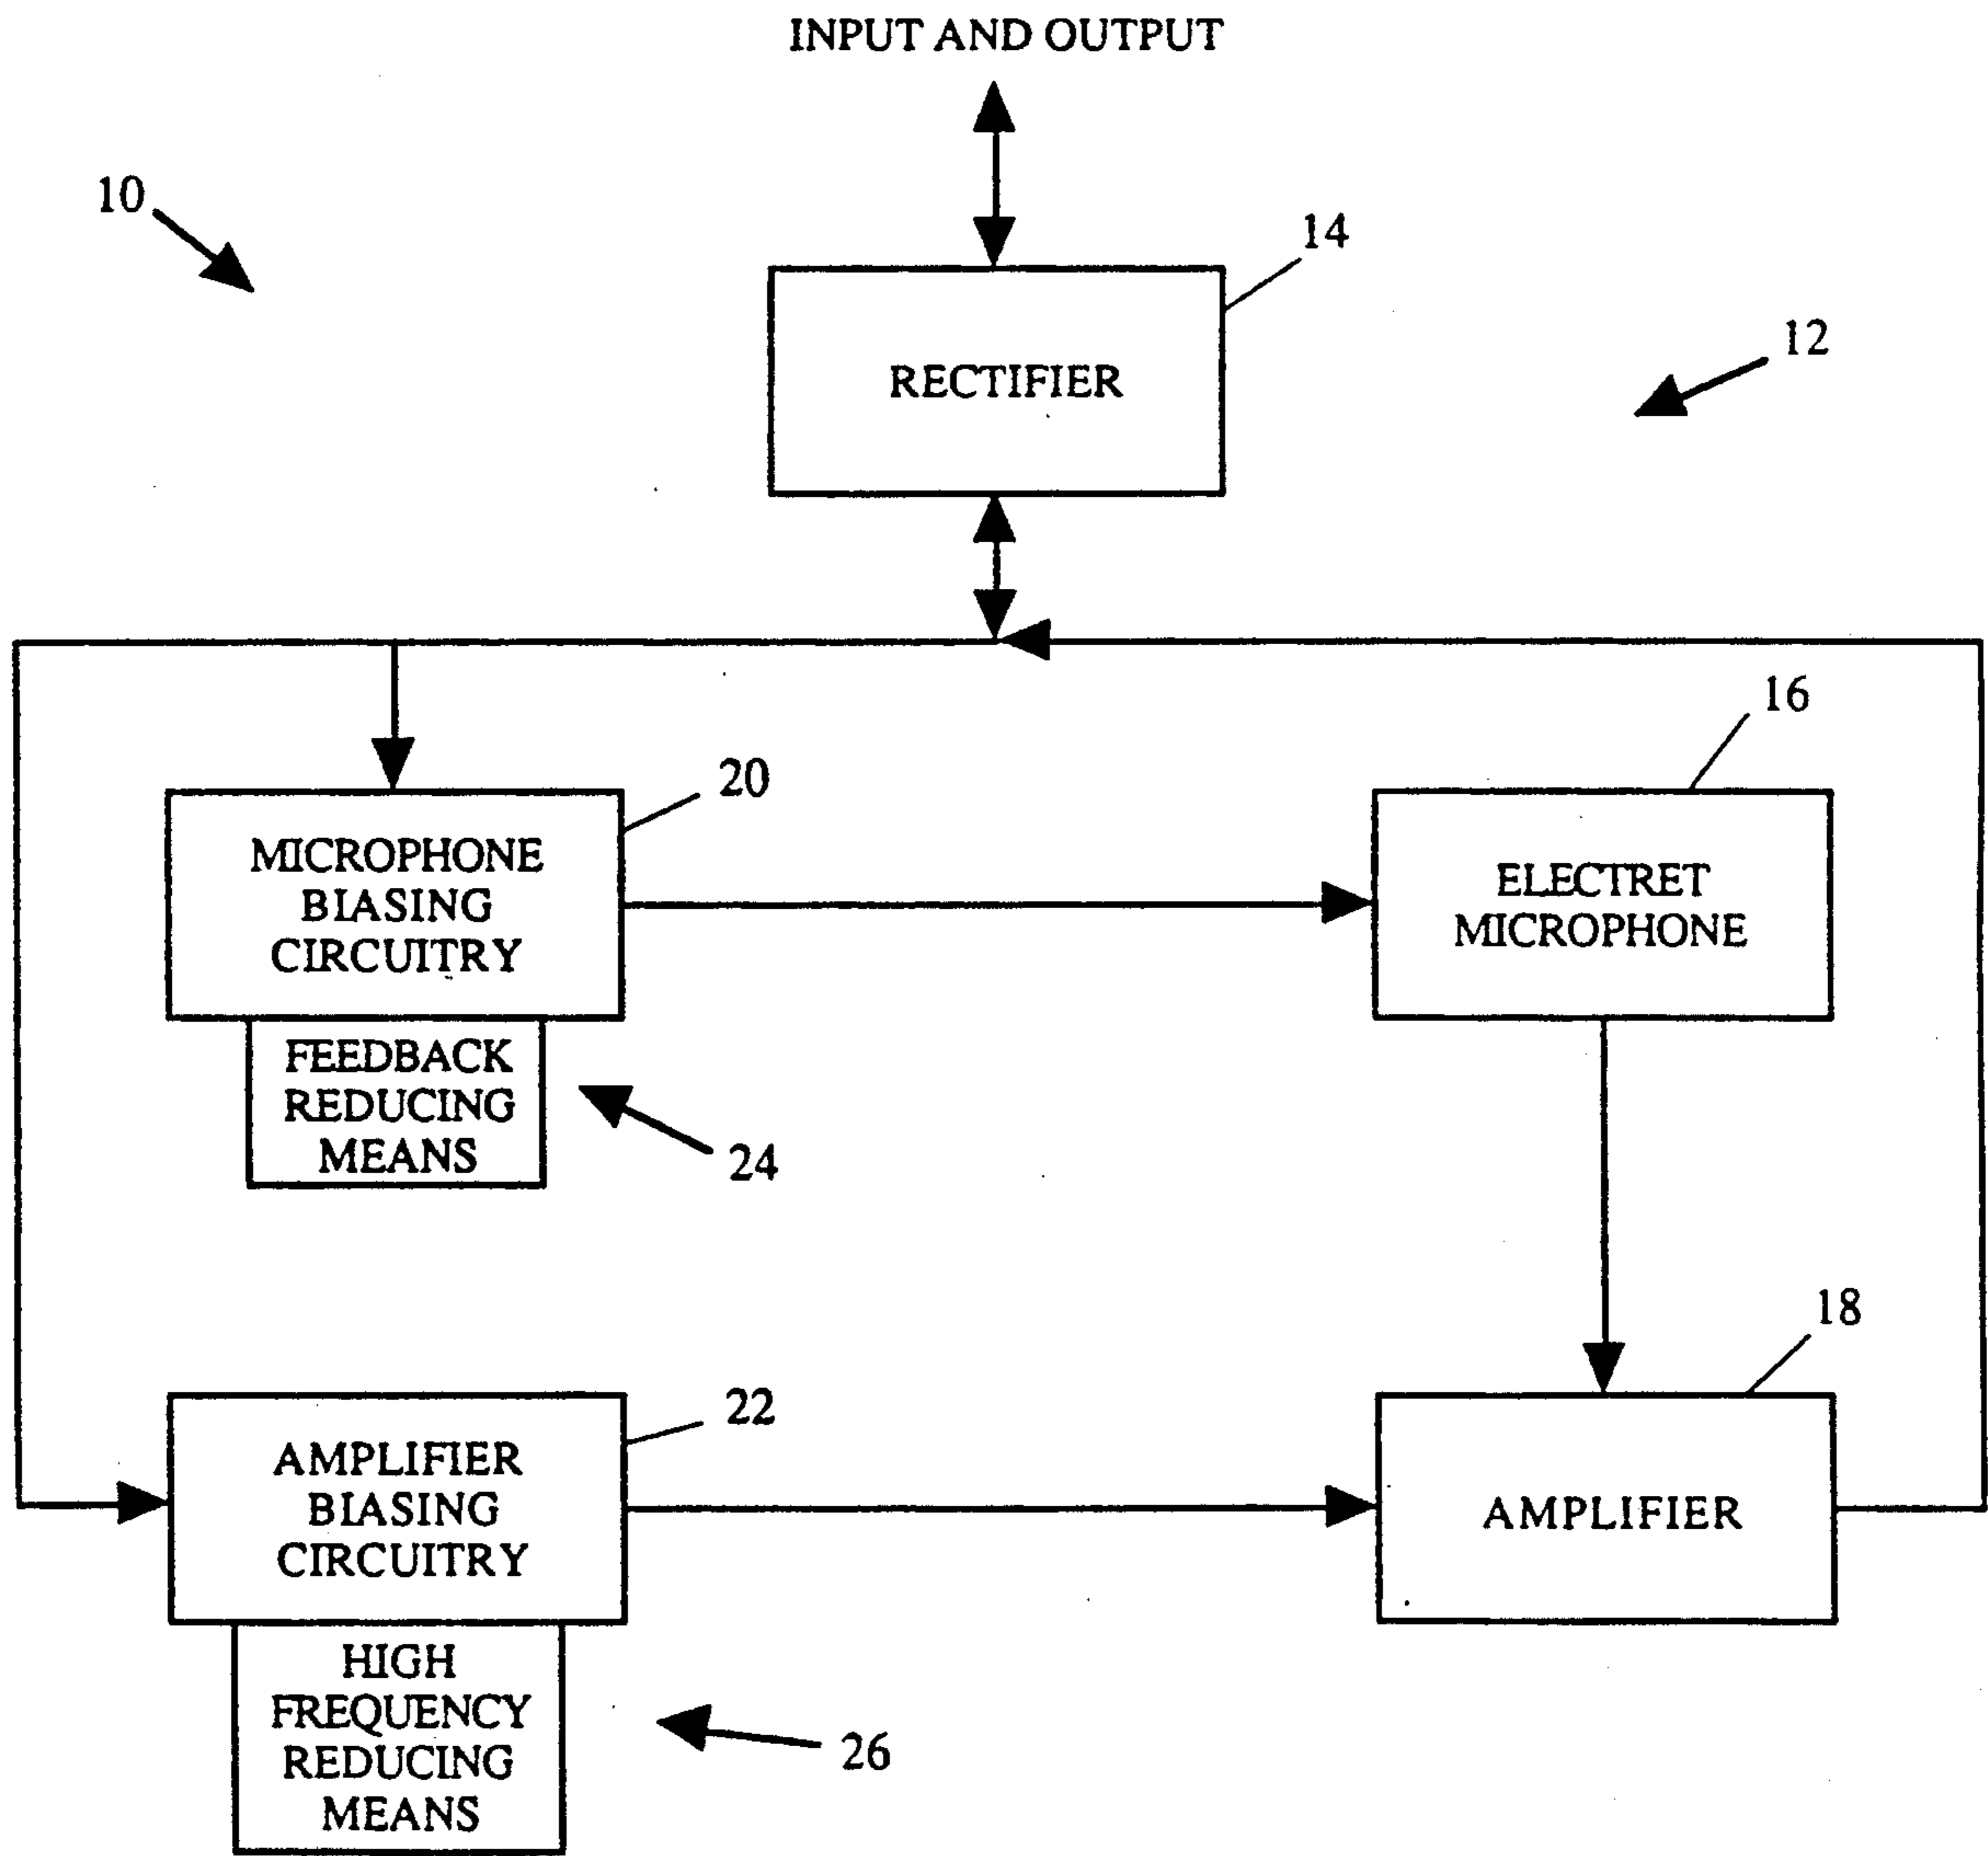 INPUT AND OUTPUT
10
14
RECTIFIER
12
16
20
MICROPHONE
BIASING
CIRCUITRY
ELECTRET
MICROPHONE
FEEDBACK
REDUCING
MEANS
24
18
22
AMPLIFIER
BIASING
CIRCUITRY
AMPLIFIER
HIGH
FREQUENCY
REDUCING
MEANS
26